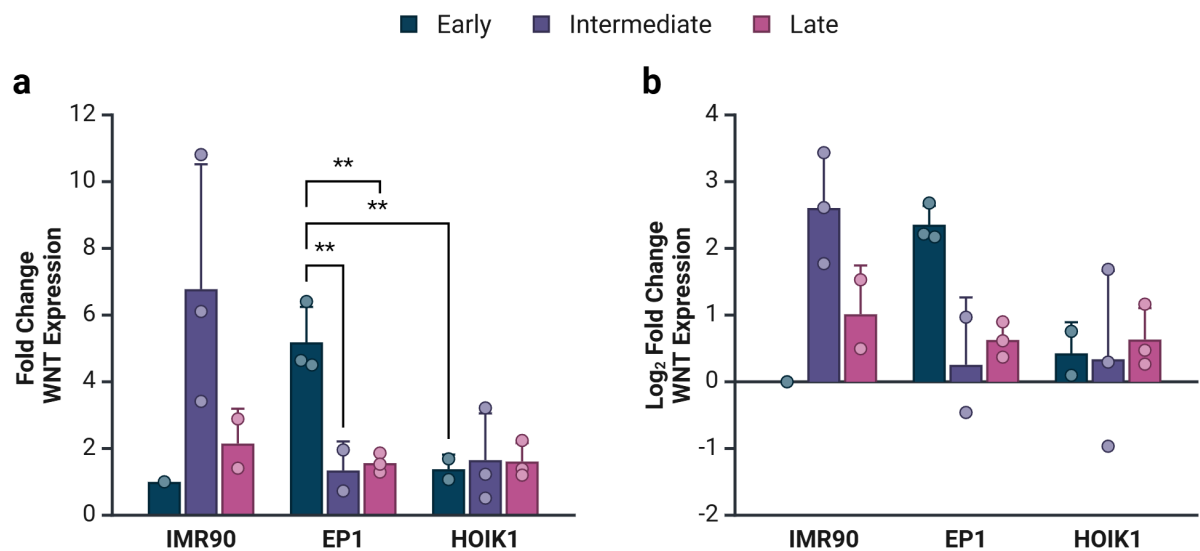 Early Intermediate Late
a
b
Fold Change
WNT Expression
12
10
8
6
4
2
0
**
**
**
IMR90 EP1 HOIK1
Log₂ Fold Change
WNT Expression
4
3
2
1
0
-1
-2
IMR90 EP1 HOIK1